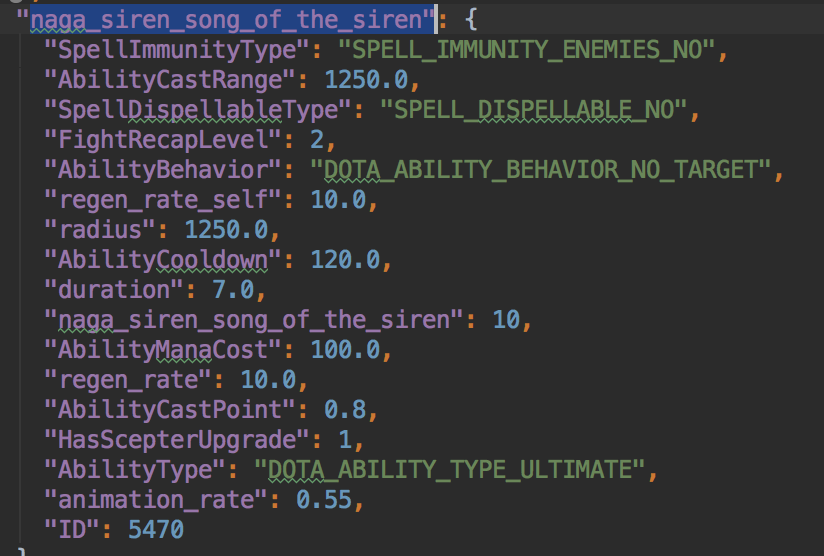 "naga_siren_song_of_the_siren": {
"SpellImmunityType": "SPELL_IMMUNITY_ENEMIES_NO",
"AbilityCastRange": 1250.0,
"SpellDispellableType": "SPELL_DISPELLABLE_NO",
"FightRecapLevel": 2,
"AbilityBehavior": "DOTA_ABILITY_BEHAVIOR_NO_TARGET",
"regen_rate_self": 10.0,
"radius": 1250.0,
"AbilityCooldown": 120.0,
"duration": 7.0,
"naga_siren_song_of_the_siren": 10,
"AbilityManaCost": 100.0,
"regen_rate": 10.0,
"AbilityCastPoint": 0.8,
"HasScepterUpgrade": 1,
"AbilityType": "DOTA_ABILITY_TYPE_ULTIMATE",
"animation_rate": 0.55,
"ID": 5470
}